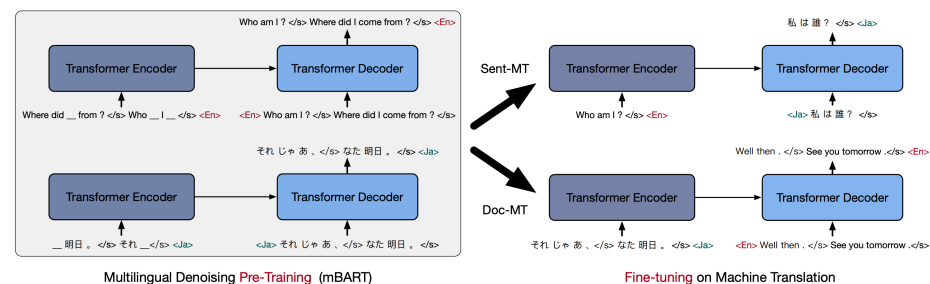 Who am I ? </s> Where did I come from ? </s> <En>
Transformer Encoder
Transformer Decoder
Where did __ from ? </s> Who __ I __ </s> <En>
<En> Who am I ? </s> Where did I come from ? </s>
それ じゃ あ 、</s> なた 明日 。 </s> <Ja>
Transformer Encoder
Transformer Decoder
__ 明日 。 </s> それ __</s> <Ja>
<Ja> それ じゃ あ 、</s> なた 明日 。 </s>
Multilingual Denoising Pre-Training (mBART)
Sent-MT
Doc-MT
私 は 誰 ? </s> <Ja>
Transformer Encoder
Transformer Decoder
Who am I ? </s> <En>
<Ja> 私 は 誰 ? </s>
Well then . </s> See you tomorrow .</s> <En>
Transformer Encoder
Transformer Decoder
それ じゃ あ 、</s> なた 明日 。 </s> <Ja>
<En> Well then . </s> See you tomorrow .</s>
Fine-tuning on Machine Translation